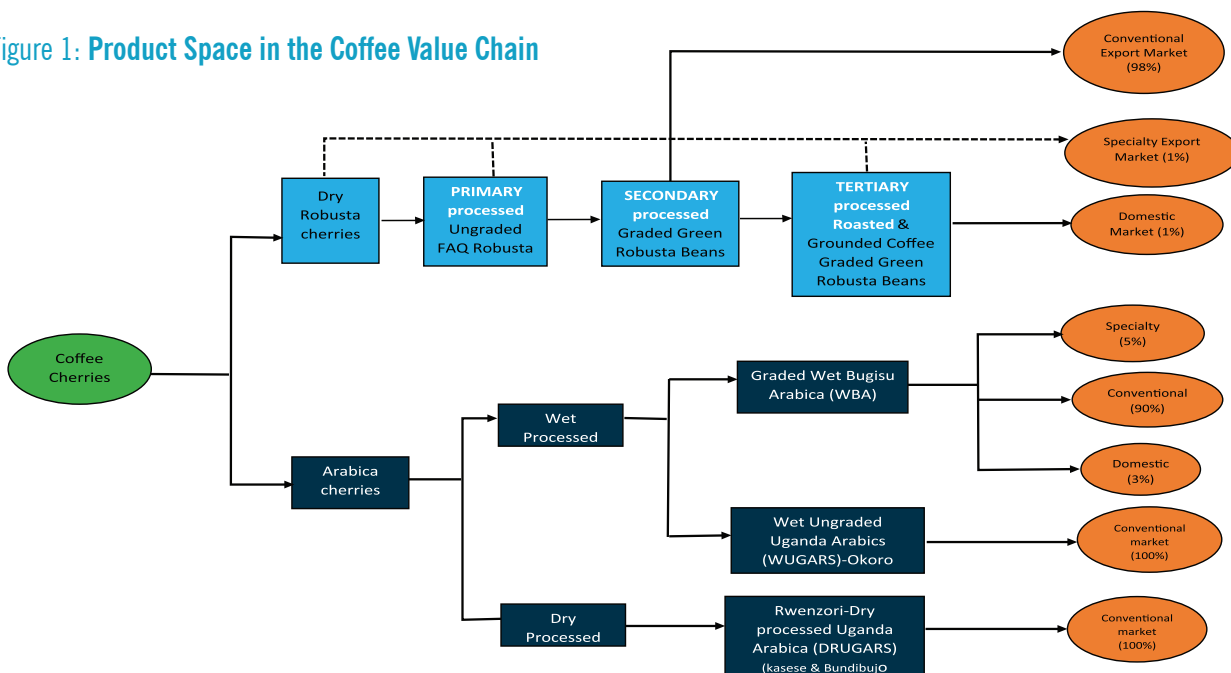 igure 1: Product Space in the Coffee Value Chain
Conventional
Export Market
(98%)
Specialty Export
Market (1%)
Domestic
Market (1%)
Dry
Robusta
cherries
PRIMARY
processed
Ungraded
FAQ Robusta
SECONDARY
processed
Graded Green
Robusta Beans
TERTIARY
processed
Roasted &
Grounded Coffee
Graded Green
Robusta Beans
Coffee
Cherries
Arabica
cherries
Wet
Processed
Graded Wet Bugisu
Arabica (WBA)
Specialty
(5%)
Conventional
(90%)
Domestic
(3%)
Wet Ungraded
Uganda Arabics
(WUGARS)-Okoro
Conventional
market
(100%)
Dry
Processed
Rwenzori-Dry
processed Uganda
Arabica (DRUGARS)
(kasese & BundibujO
Conventional
market
(100%)